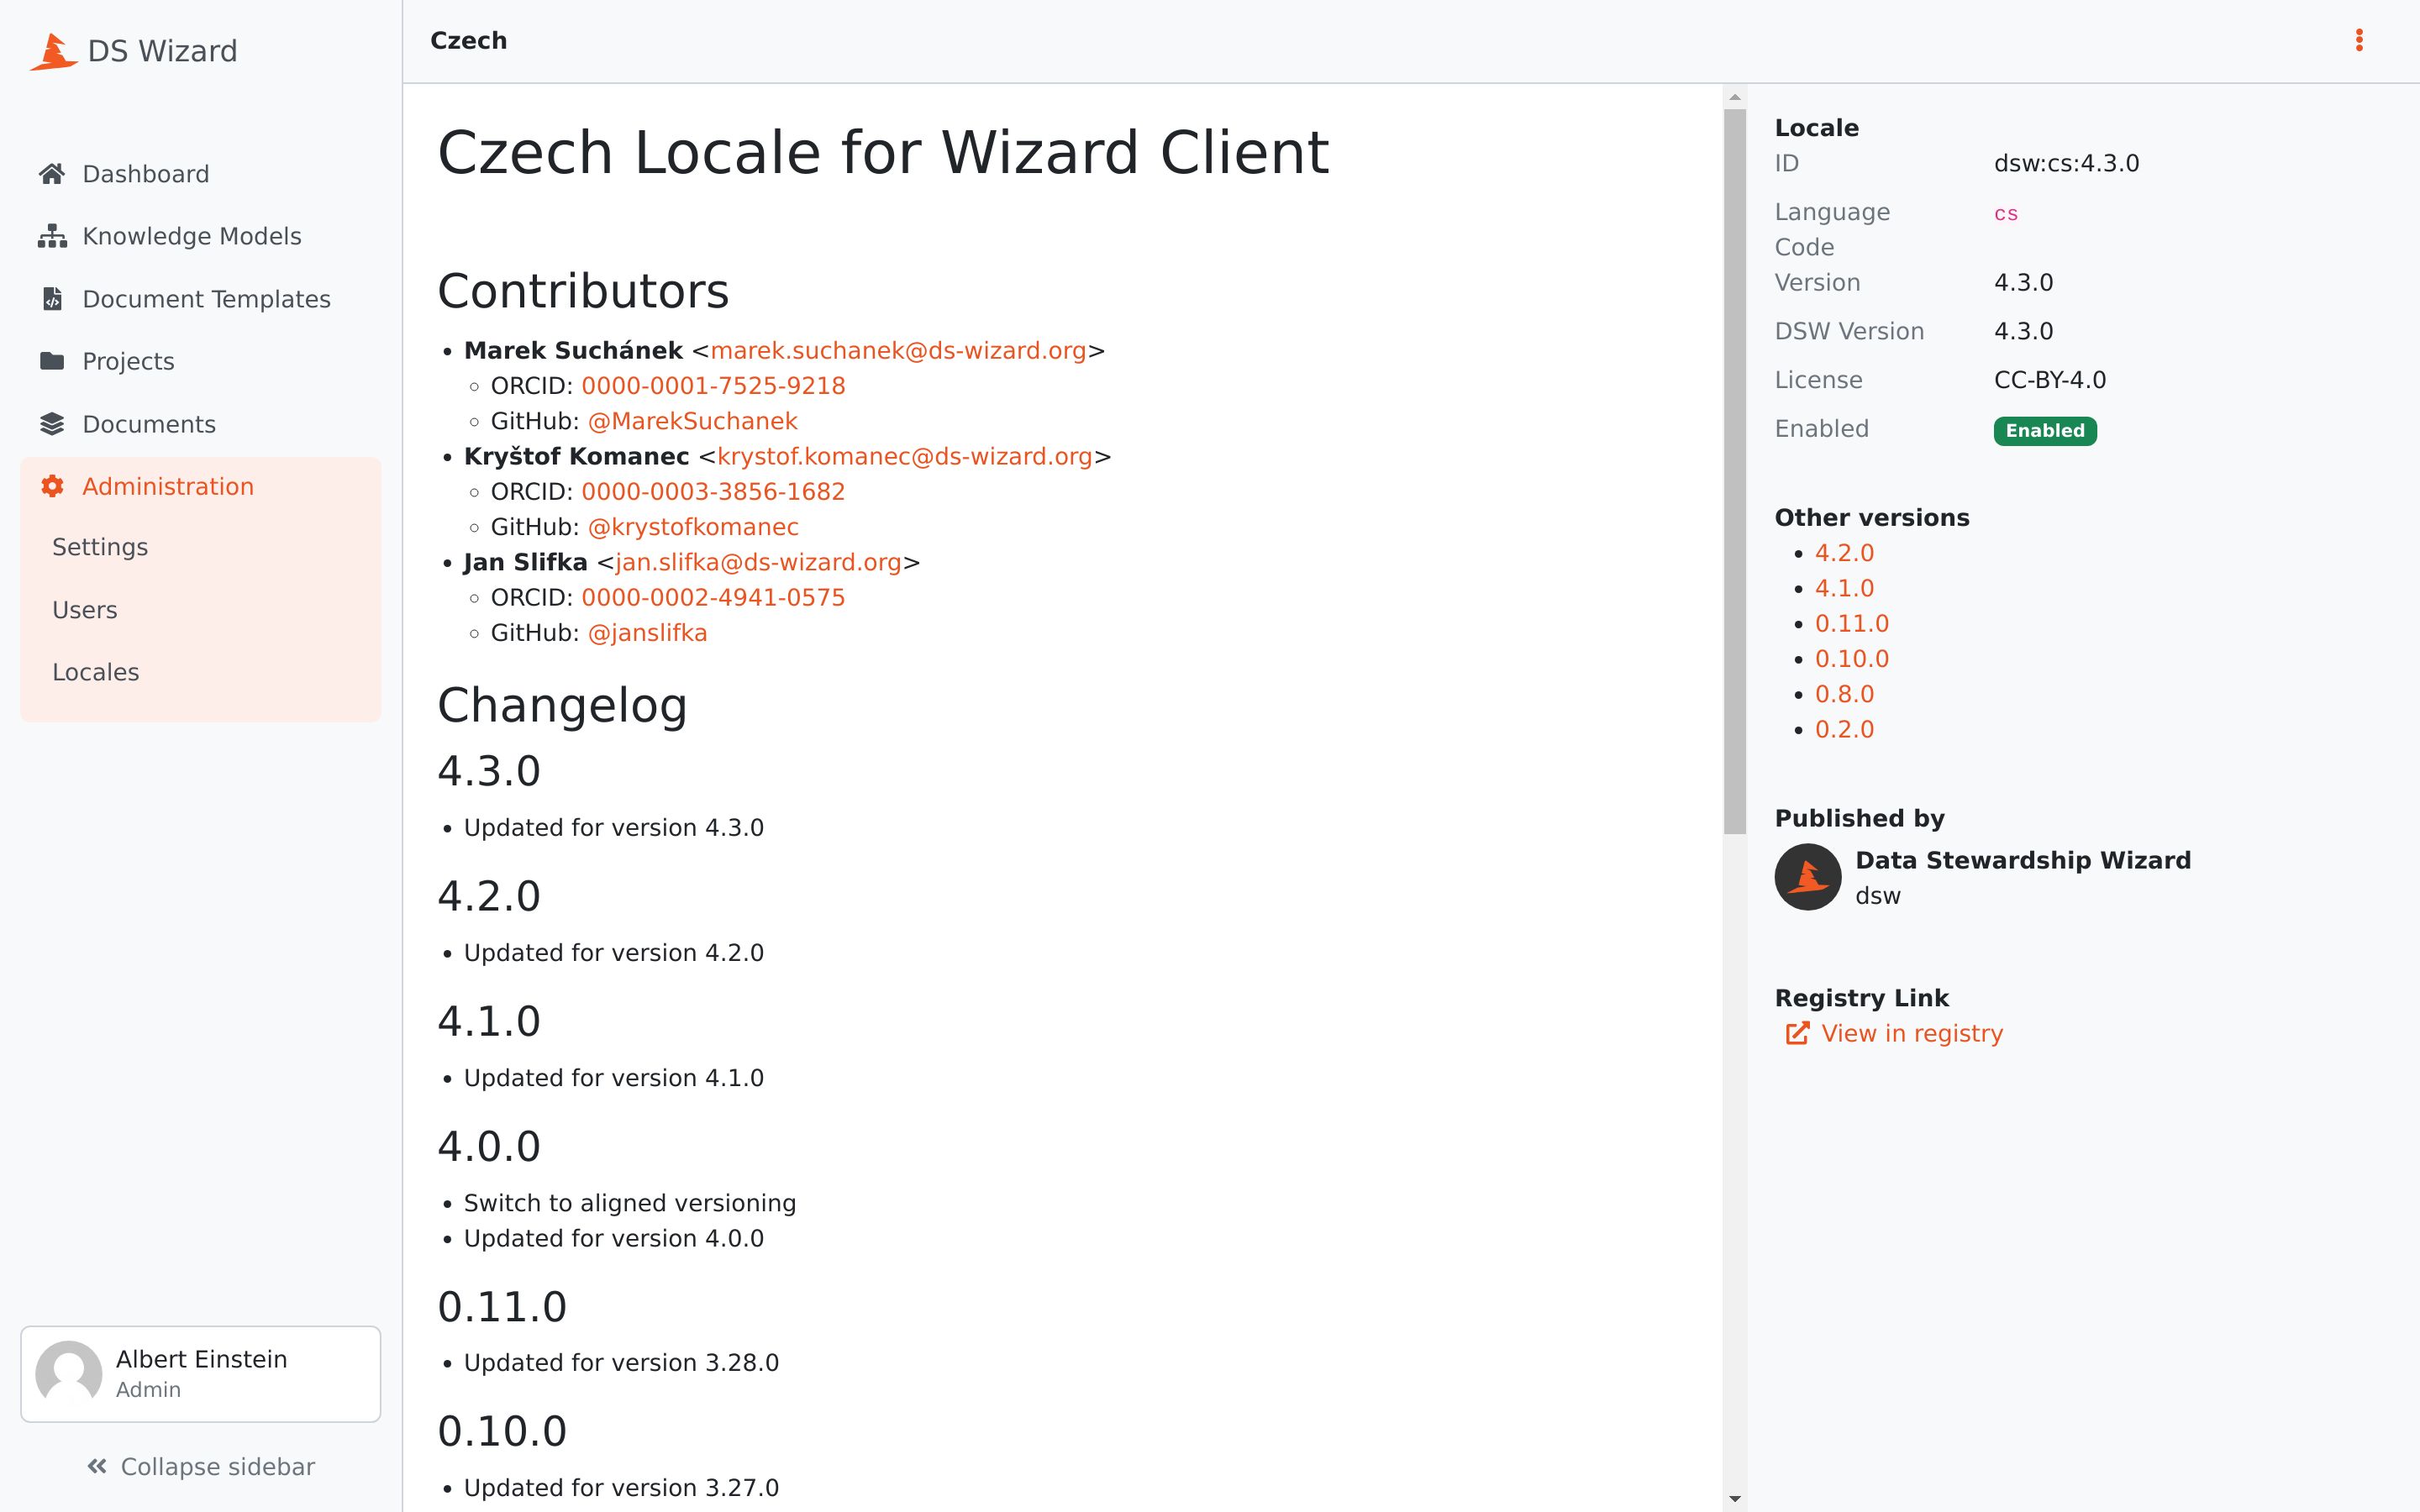 DS Wizard
Dashboard
Knowledge Models
Document Templates
Projects
Documents
Administration
Settings
Users
Locales
Albert Einstein
Admin
Collapse sidebar
Czech
Czech Locale for Wizard Client
Contributors
Marek Suchánek <marek.suchanek@ds-wizard.org>
ORCID: 0000-0001-7525-9218
GitHub: @MarekSuchanek
Kryštof Komanec <krystof.komanec@ds-wizard.org>
ORCID: 0000-0003-3856-1682
GitHub: @krystofkomanec
Jan Slifka <jan.slifka@ds-wizard.org>
ORCID: 0000-0002-4941-0575
GitHub: @janslifka
Changelog
4.3.0
Updated for version 4.3.0
4.2.0
Updated for version 4.2.0
4.1.0
Updated for version 4.1.0
4.0.0
Switch to aligned versioning
Updated for version 4.0.0
0.11.0
Updated for version 3.28.0
0.10.0
Updated for version 3.27.0
Locale
ID dsw:cs:4.3.0
Language cs
Code
Version 4.3.0
DSW Version 4.3.0
License CC-BY-4.0
Enabled Enabled
Other versions
4.2.0
4.1.0
0.11.0
0.10.0
0.8.0
0.2.0
Published by
Data Stewardship Wizard
dsw
Registry Link
View in registry